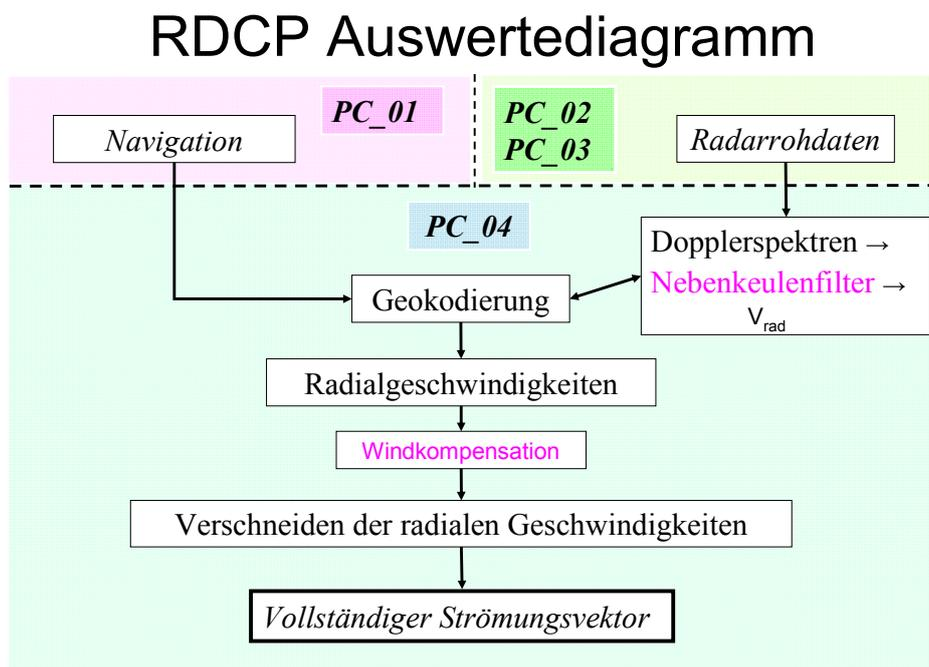 RDCP Auswertediagramm
PC_01
PC_02
PC_03
Navigation
Radarrohdaten
PC_04
Dopplerspektren →
Nebenkeulenfilter →
Vrad
Geokodierung
Radialgeschwindigkeiten
Windkompensation
Verschneiden der radialen Geschwindigkeiten
Vollständiger Strömungsvektor